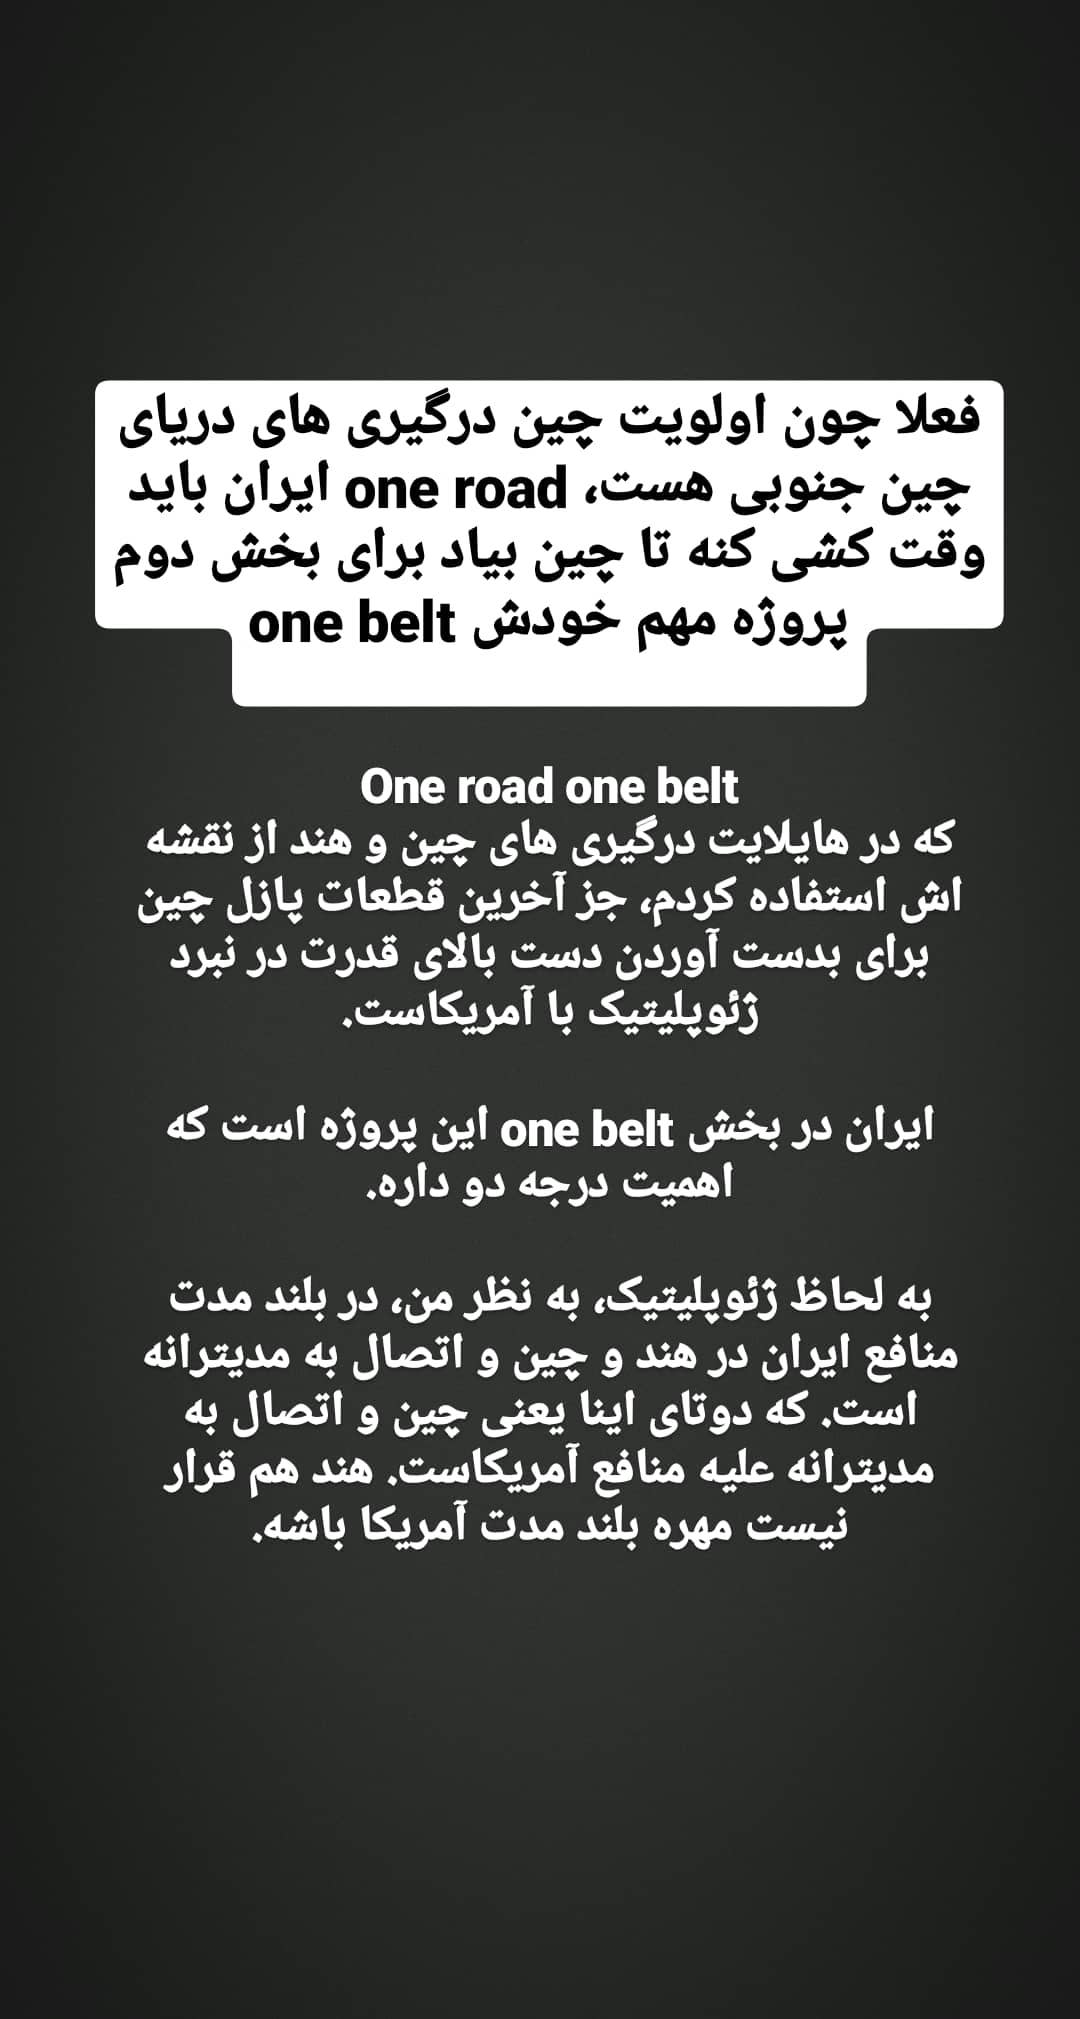 فعلا چون اولویت چین درگیری های دریای
چین جنوبی هست، one road ایران باید
وقت کشی کنه تا چین بیاد برای بخش دوم
پروژه مهم خودش one belt
One road one belt
که در هایلایت درگیری های چین و هند از نقشه
اش استفاده کردم، جز آخرین قطعات پازل چین
برای بدست آوردن دست بالای قدرت در نبرد
ژئوپلیتیک با آمریکاست.
ایران در بخش one belt این پروژه است که
اهمیت درجه دو داره.
به لحاظ ژئوپلیتیک، به نظر من، در بلند مدت
منافع ایران در هند و چین و اتصال به مدیترانه
است. که دوتای اینا یعنی چین و اتصال به
مدیترانه علیه منافع آمریکاست. هند هم قرار
نیست مهره بلند مدت آمریکا باشه.